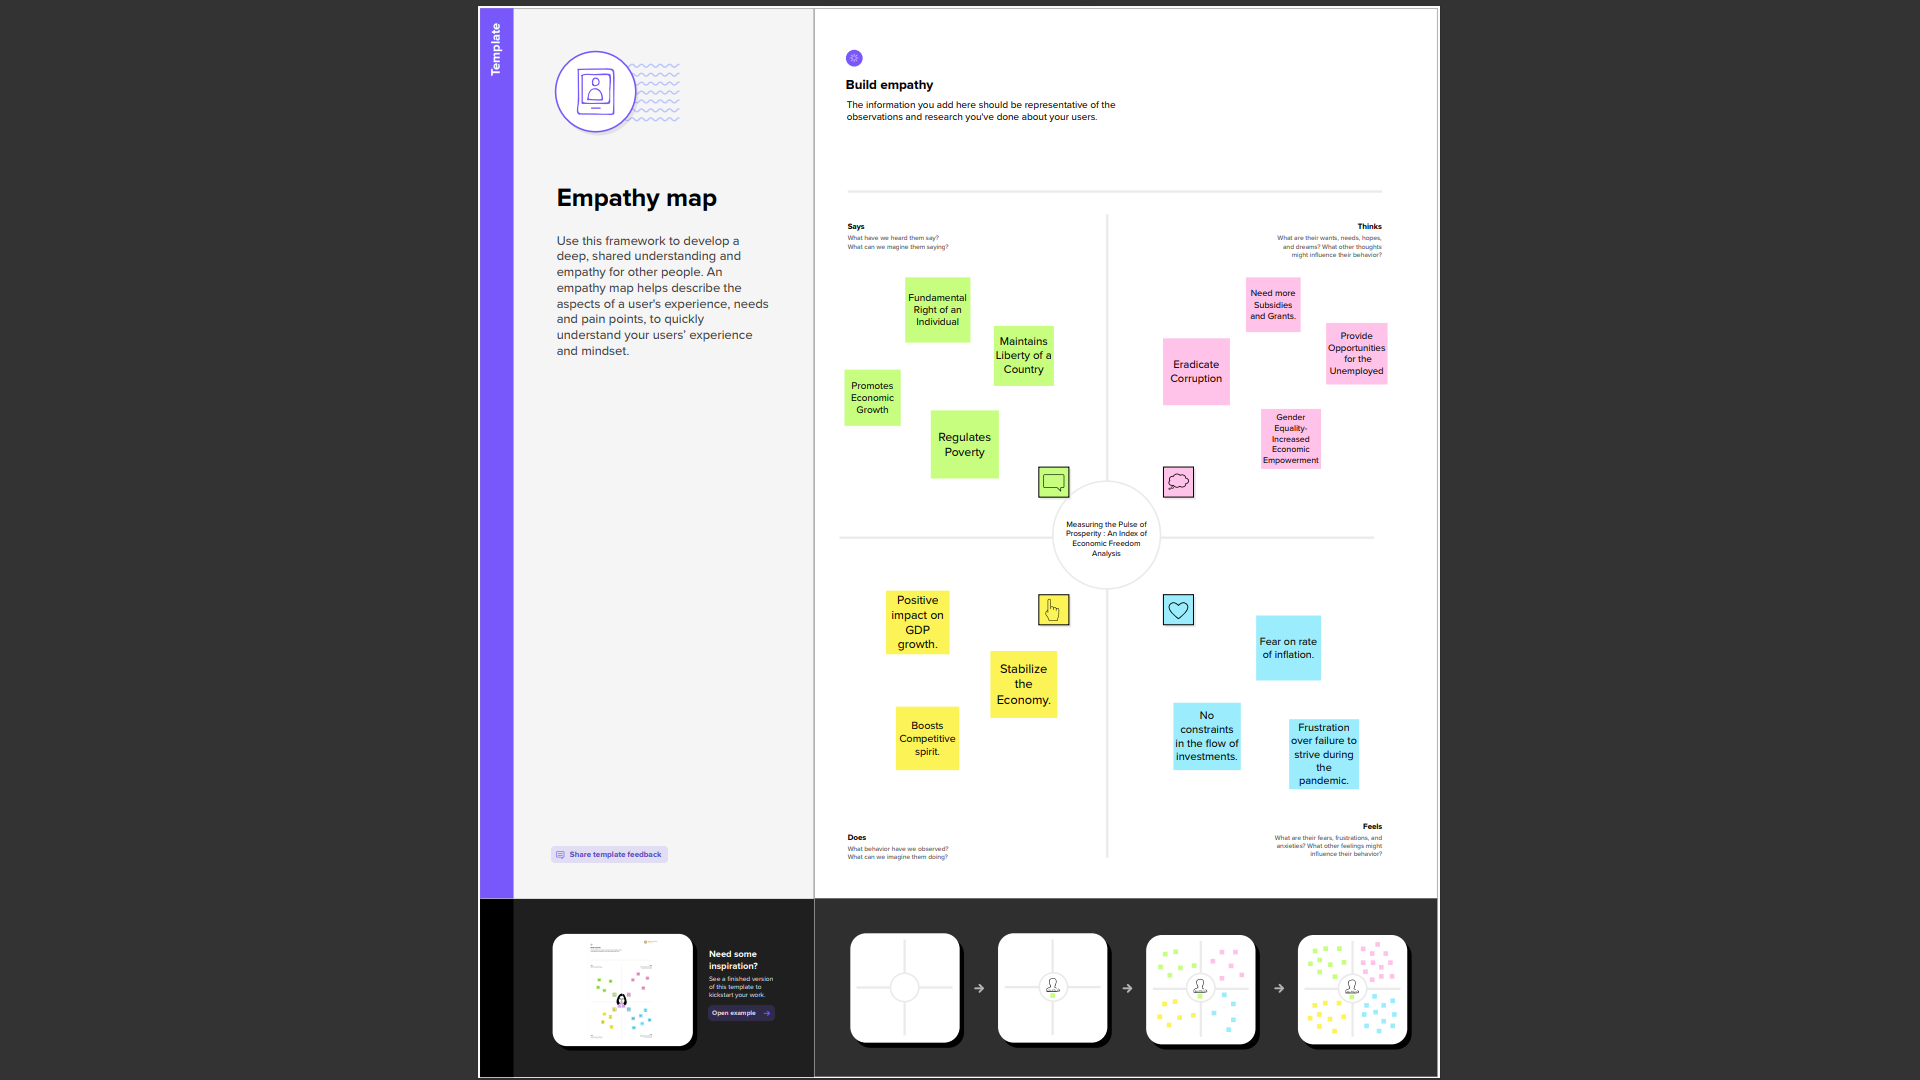 Template
Empathy map
Use this framework to develop a
deep, shared understanding and
empathy for other people. An
empathy map helps describe the
aspects of a user's experience, needs
and pain points, to quickly
understand your users' experience
and mindset.
Share template feedback
Build empathy
The information you add here should be representative of the
observations and research you've done about your users.
Says
What have we heard them say?
What can we magine them saying?
Thinks
What are their wants, needs, hopes,
and dreams? What other thoughts
might influence their behavior?
Fundamental
Right of an
Individual
Maintains
Liberty of a
Country
Promotes
Economic
Growth
Regulates
Poverty
Need more
Subsidies
and Grants.
Provide
Opportunities
for the
Unemployed
Eradicate
Corruption
Gender
Equality-
Increased
Economic
Empowerment
Measuring the Pulse of
Prosperity : An Index of
Economic Freedom
Analysis
Positive
impact on
GDP
growth.
Stabilize
the
Economy.
Boosts
Competitive
spirit.
Fear on rate
of inflation.
No
constraints
in the flow of
investments.
Frustration
over failure to
strive during
the
pandemic.
Does
What behavior have we observed?
What can we imagine them doing?
Feels
What are their fears, frustrations, and
anxieties? What other feelings might
influence their behavior?
Need some
inspiration?
See a finished version
of this template to
kickstart your work.
Open example